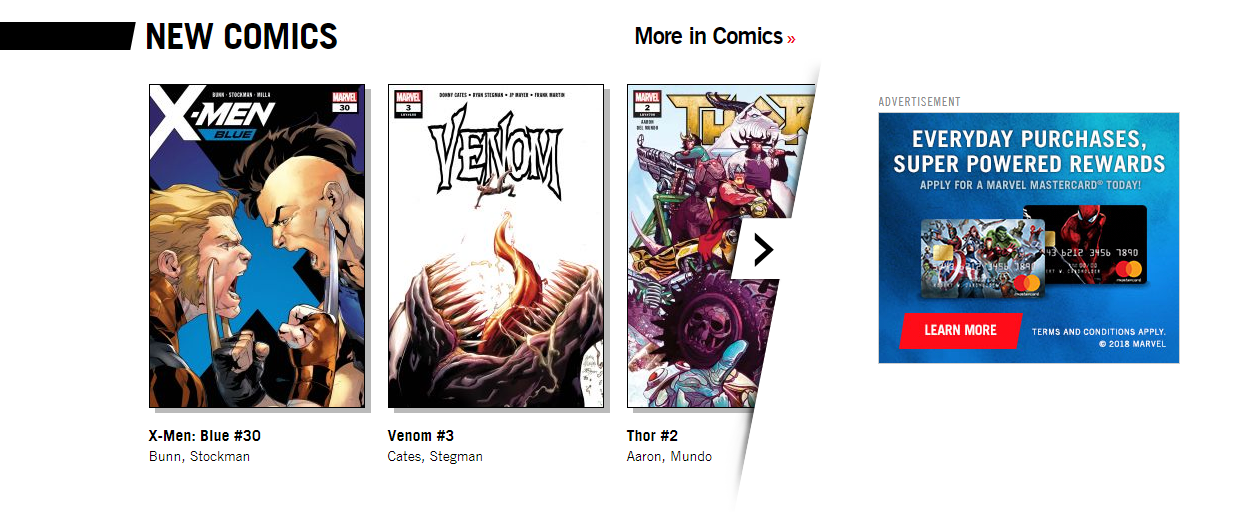 NEW COMICS
More in Comics »
BUNN · STOCKMAN · MILLA
X-MEN
BLUE
MARVEL
30
X-Men: Blue #30
Bunn, Stockman
MARVEL
3
DONNY CATES · RYAN STEGMAN · JP MAYER · FRANK MARTIN
VENOM
Venom #3
Cates, Stegman
MARVEL
2
AARON
DEL MUNDO
THOR
Thor #2
Aaron, Mundo
ADVERTISEMENT
EVERYDAY PURCHASES,
SUPER POWERED REWARDS
APPLY FOR A MARVEL MASTERCARD® TODAY!
3456 7890
mastercard
mastercard
LEARN MORE
TERMS AND CONDITIONS APPLY.
© 2018 MARVEL